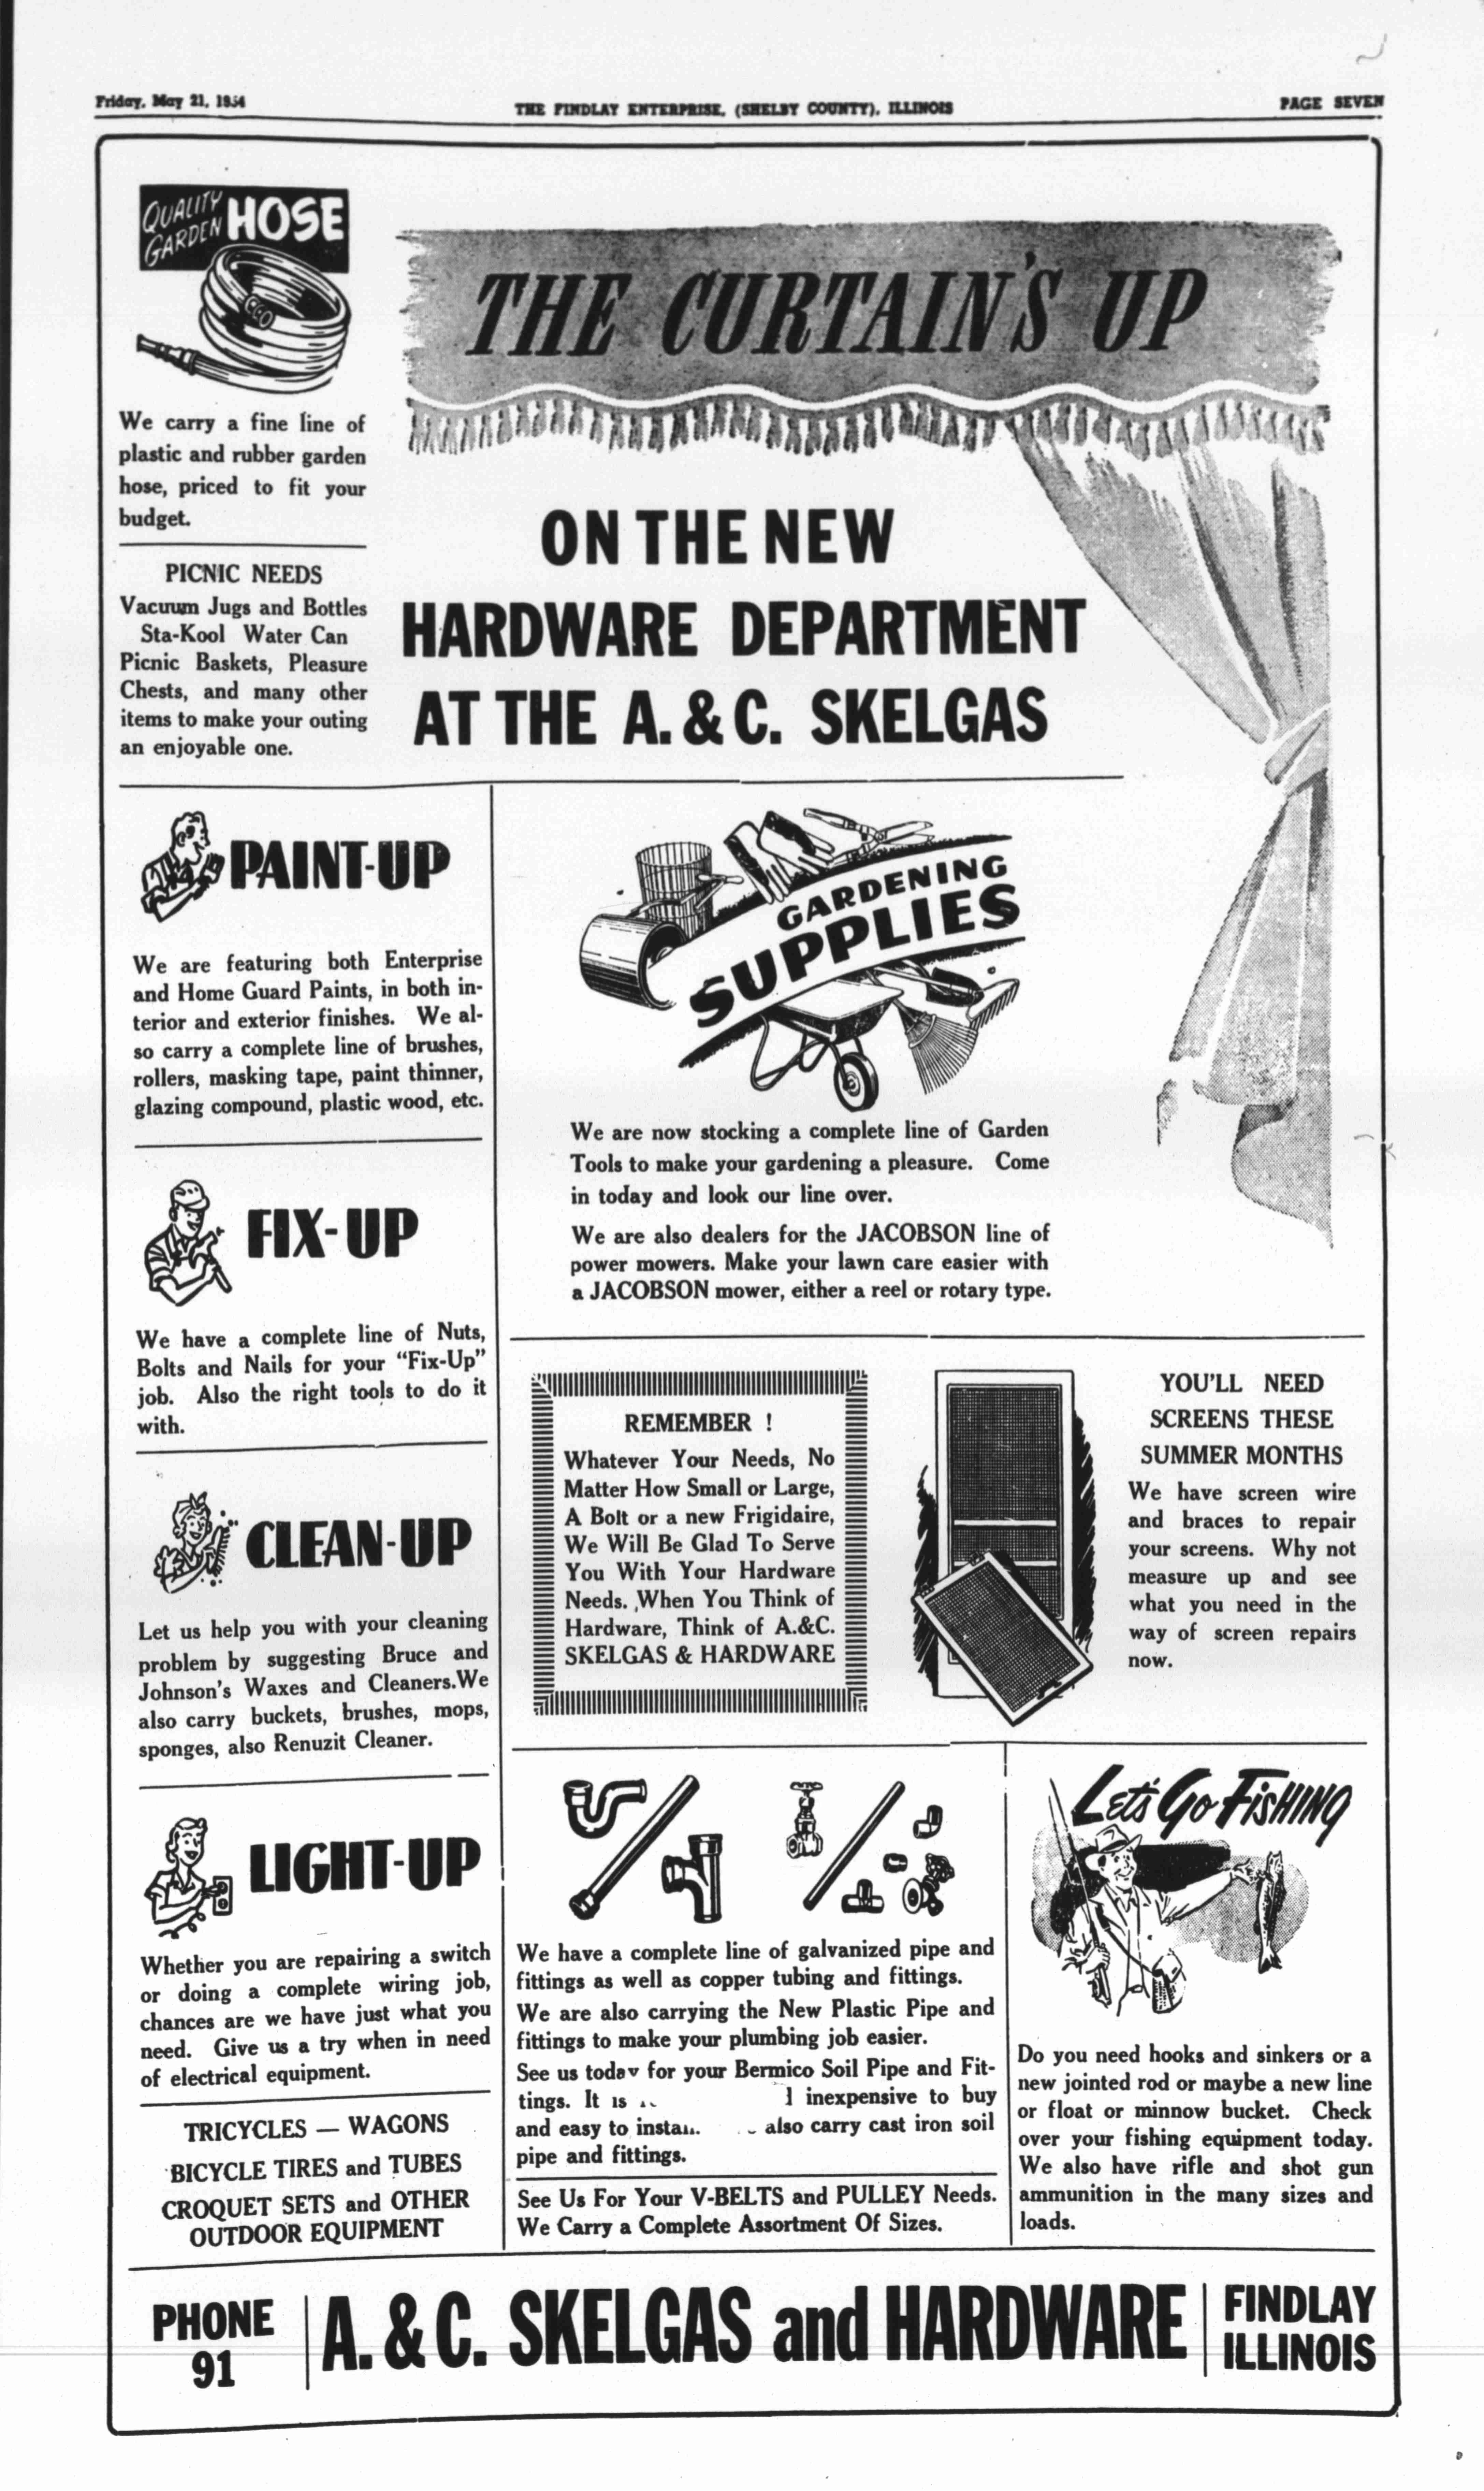 Friday, May 21, 1954
THE FINDLAY ENTERPRISE, (SHELBY COUNTY), ILLINOIS
PAGE SEVEN
QUALITY
GARDEN
HOSE
We carry a fine line of
plastic and rubber garden
hose, priced to fit your
budget.
PICNIC NEEDS
Vacuum Jugs and Bottles
Sta-Kool Water Can
Picnic Baskets, Pleasure
Chests, and many other
items to make your outing
an enjoyable one.
THE CURTAIN'S UP
ON THE NEW
HARDWARE DEPARTMENT
AT THE A. & C. SKELGAS
PAINT-UP
We are featuring both Enterprise
and Home Guard Paints, in both in-
terior and exterior finishes. We al-
so carry a complete line of brushes,
rollers, masking tape, paint thinner,
glazing compound, plastic wood, etc.
FIX-UP
We have a complete line of Nuts,
Bolts and Nails for your "Fix-Up"
job. Also the right tools to do it
with.
CLEAN-UP
Let us help you with your cleaning
problem by suggesting Bruce and
Johnson's Waxes and Cleaners.We
also carry buckets, brushes, mops,
sponges, also Renuzit Cleaner.
LIGHT-UP
Whether you are repairing a switch
or doing a complete wiring job,
chances are we have just what you
need. Give us a try when in need
of electrical equipment.
TRICYCLES — WAGONS
BICYCLE TIRES and TUBES
CROQUET SETS and OTHER
OUTDOOR EQUIPMENT
GARDENING
SUPPLIES
We are now stocking a complete line of Garden
Tools to make your gardening a pleasure. Come
in today and look our line over.
We are also dealers for the JACOBSON line of
power mowers. Make your lawn care easier with
a JACOBSON mower, either a reel or rotary type.
REMEMBER !
Whatever Your Needs, No
Matter How Small or Large,
A Bolt or a new Frigidaire,
We Will Be Glad To Serve
You With Your Hardware
Needs. When You Think of
Hardware, Think of A.&C.
SKELGAS & HARDWARE
YOU'LL NEED
SCREENS THESE
SUMMER MONTHS
We have screen wire
and braces to repair
your screens. Why not
measure up and see
what you need in the
way of screen repairs
now.
We have a complete line of galvanized pipe and
fittings as well as copper tubing and fittings.
We are also carrying the New Plastic Pipe and
fittings to make your plumbing job easier.
See us today for your Bermico Soil Pipe and Fit-
tings. It is inexpensive to buy
and easy to install. also carry cast iron soil
pipe and fittings.
See Us For Your V-BELTS and PULLEY Needs.
We Carry a Complete Assortment Of Sizes.
Let's Go Fishing
Do you need hooks and sinkers or a
new jointed rod or maybe a new line
or float or minnow bucket. Check
over your fishing equipment today.
We also have rifle and shot gun
ammunition in the many sizes and
loads.
PHONE
91
A. & C. SKELGAS and HARDWARE
FINDLAY
ILLINOIS